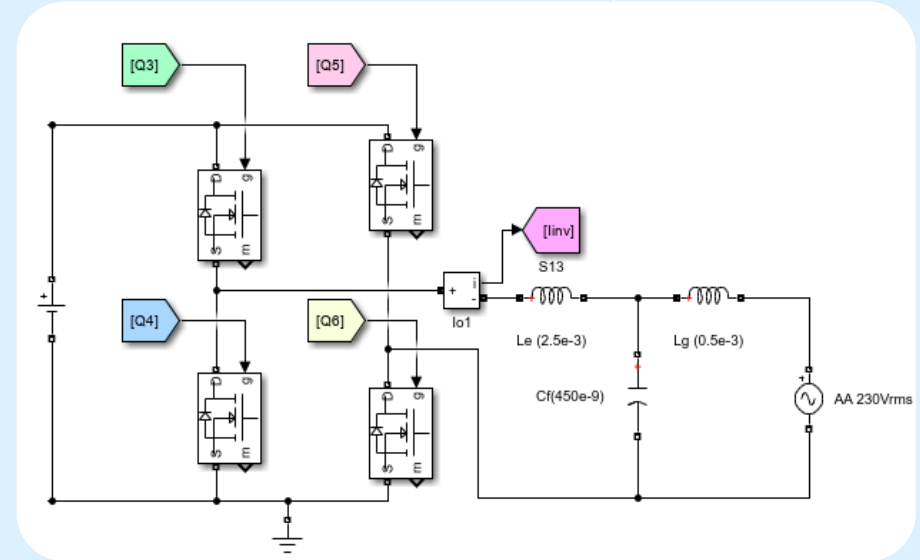 [Q3]
[Q5]
D
g
S
m
D
g
S
m
[Iinv]
S13
+
i
-
Io1
+
[Q4]
[Q6]
Le (2.5e-3)
Lg (0.5e-3)
D
g
S
m
D
g
S
m
Cf(450e-9)
+
AA 230Vrms